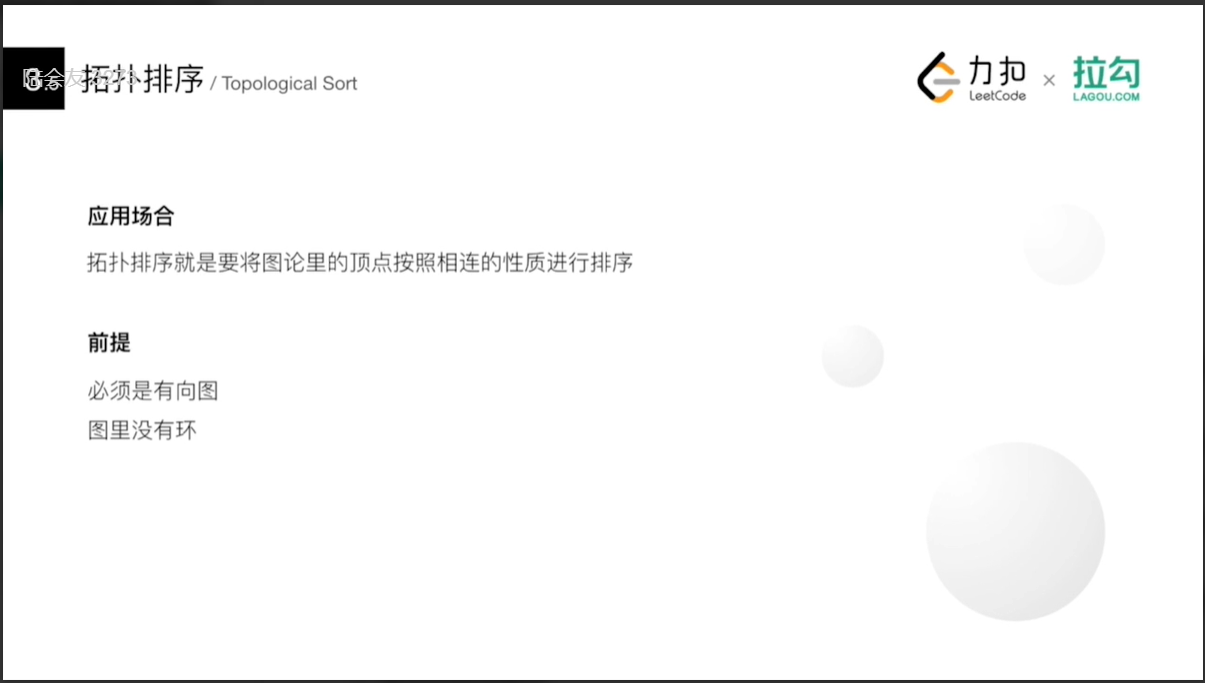 拓扑排序 / Topological Sort
力扣
LeetCode
×
拉勾
LAGOU.COM
应用场合
拓扑排序就是要将图论里的顶点按照相连的性质进行排序
前提
必须是有向图
图里没有环